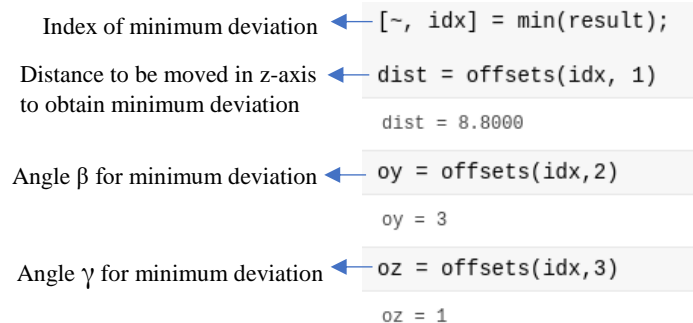 Index of minimum deviation
[~, idx] = min(result);
Distance to be moved in z-axis
to obtain minimum deviation
dist = offsets(idx, 1)
dist = 8.8000
Angle β for minimum deviation
oy = offsets(idx,2)
oy = 3
Angle γ for minimum deviation
oz = offsets(idx,3)
oz = 1